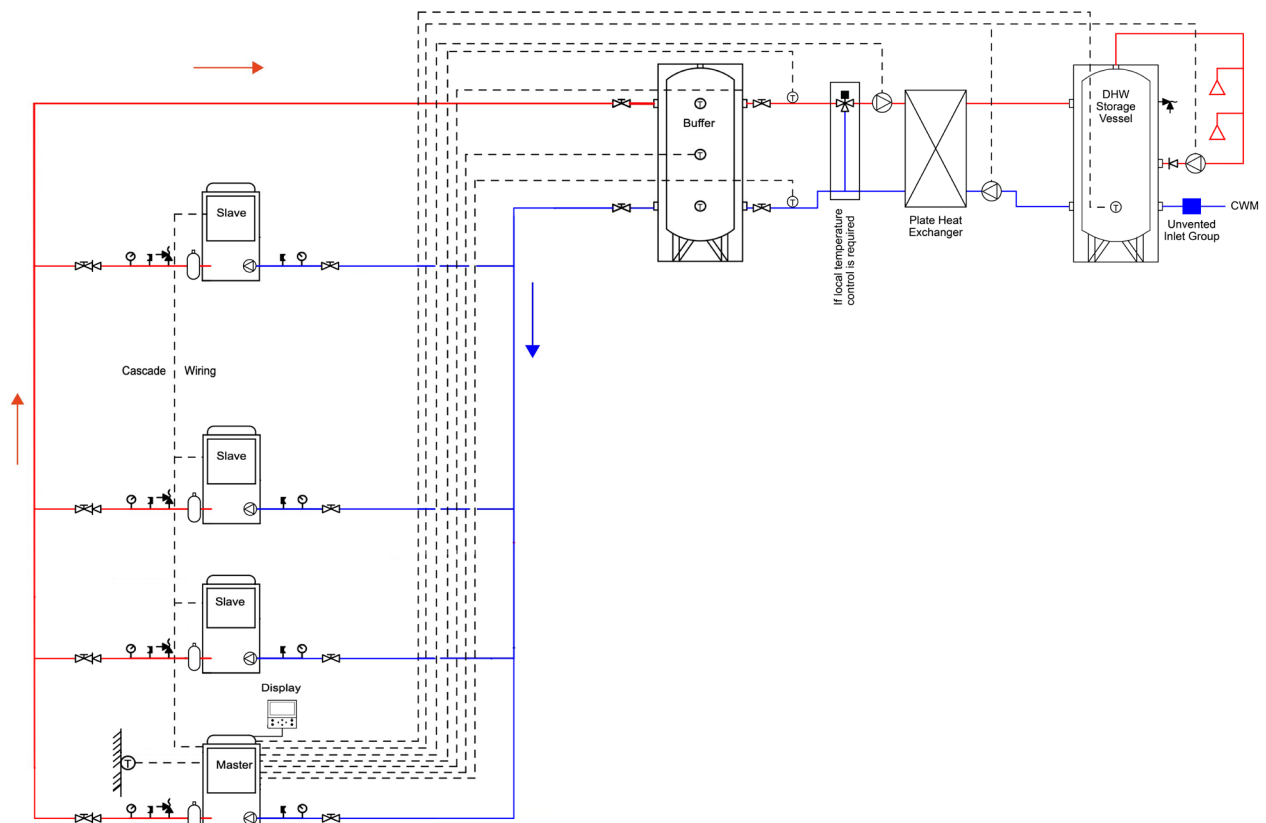 DHW
Storage
Vessel
Buffer
T
T
T
T
T
T
CWM
Unvented
Inlet Group
Plate Heat
Exchanger
If local temperature
control is required
Slave
Cascade Wiring
Slave
Slave
Display
Master
T